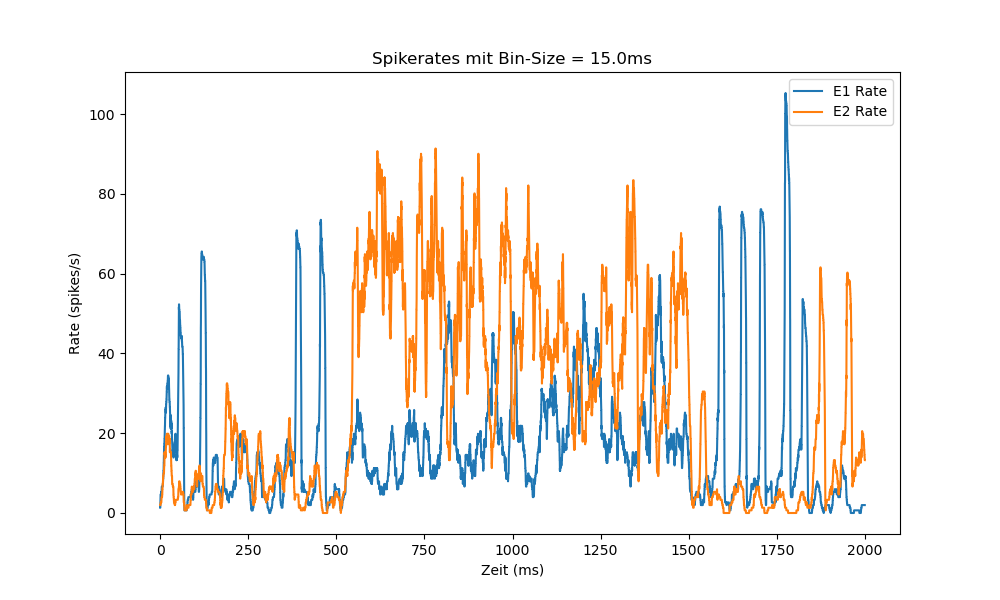 Spikerates mit Bin-Size = 15.0ms
E1 Rate
E2 Rate
Rate (spikes/s)
100
80
60
40
20
0
0 250 500 750 1000 1250 1500 1750 2000
Zeit (ms)